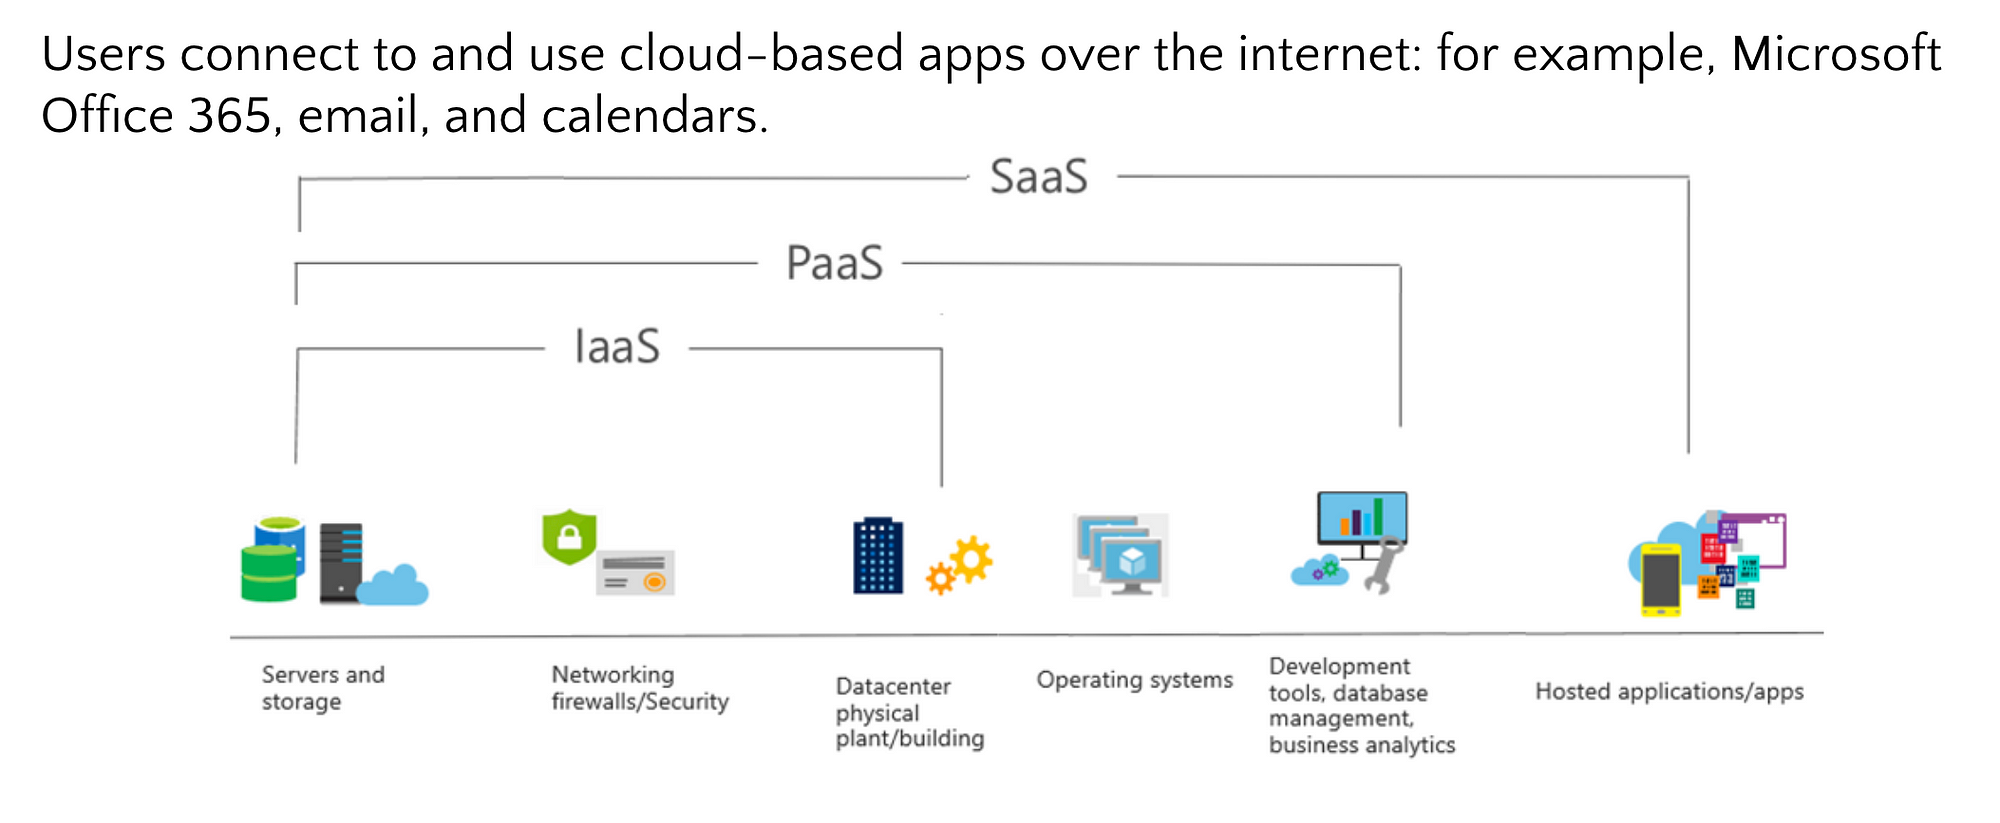 Users connect to and use cloud-based apps over the internet: for example, Microsoft
Office 365, email, and calendars.
SaaS
PaaS
IaaS
Servers and
storage
Networking
firewalls/Security
Datacenter
physical
plant/building
Operating systems
Development
tools, database
management,
business analytics
Hosted applications/apps